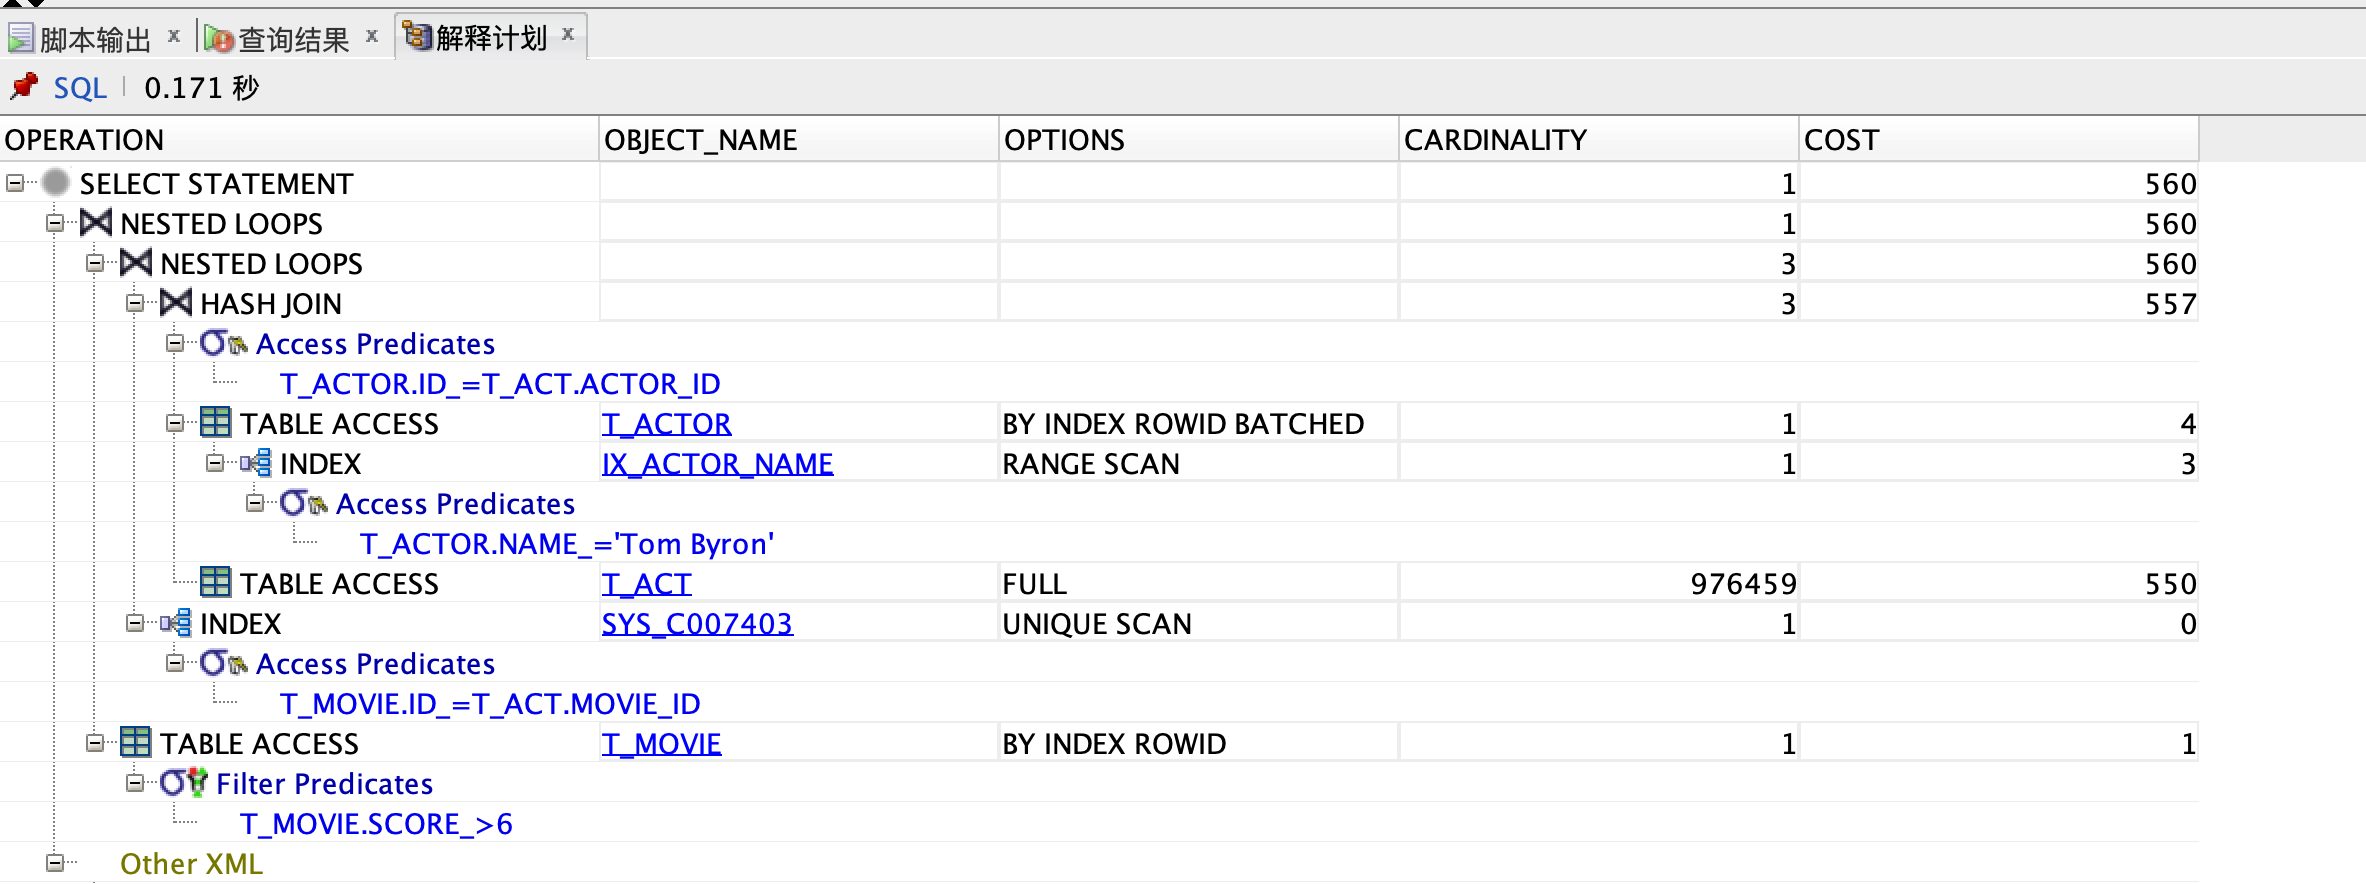 脚本输出 x 查询结果 x 解释计划 x
SQL | 0.171 秒
OPERATION OBJECT_NAME OPTIONS CARDINALITY COST
SELECT STATEMENT 1 560
NESTED LOOPS 1 560
NESTED LOOPS 3 560
HASH JOIN 3 557
Access Predicates
T_ACTOR.ID_=T_ACT.ACTOR_ID
TABLE ACCESS T_ACTOR BY INDEX ROWID BATCHED 1 4
INDEX IX_ACTOR_NAME RANGE SCAN 1 3
Access Predicates
T_ACTOR.NAME_='Tom Byron'
TABLE ACCESS T_ACT FULL 976459 550
INDEX SYS_C007403 UNIQUE SCAN 1 0
Access Predicates
T_MOVIE.ID_=T_ACT.MOVIE_ID
TABLE ACCESS T_MOVIE BY INDEX ROWID 1 1
Filter Predicates
T_MOVIE.SCORE_>6
Other XML